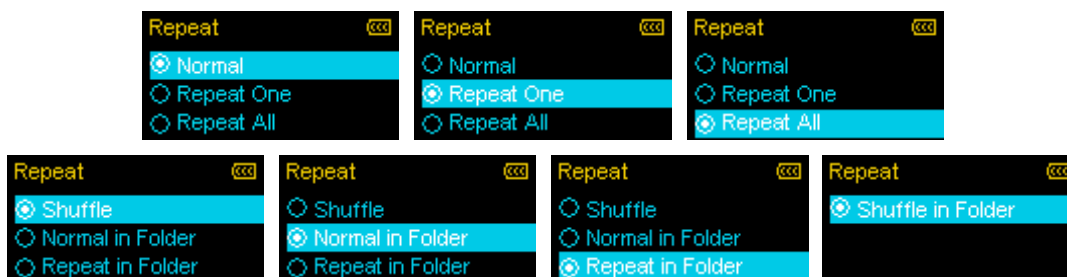 Repeat
Normal
Repeat One
Repeat All
Repeat
Normal
Repeat One
Repeat All
Repeat
Normal
Repeat One
Repeat All
Repeat
Shuffle
Normal in Folder
Repeat in Folder
Repeat
Shuffle
Normal in Folder
Repeat in Folder
Repeat
Shuffle
Normal in Folder
Repeat in Folder
Repeat
Shuffle in Folder